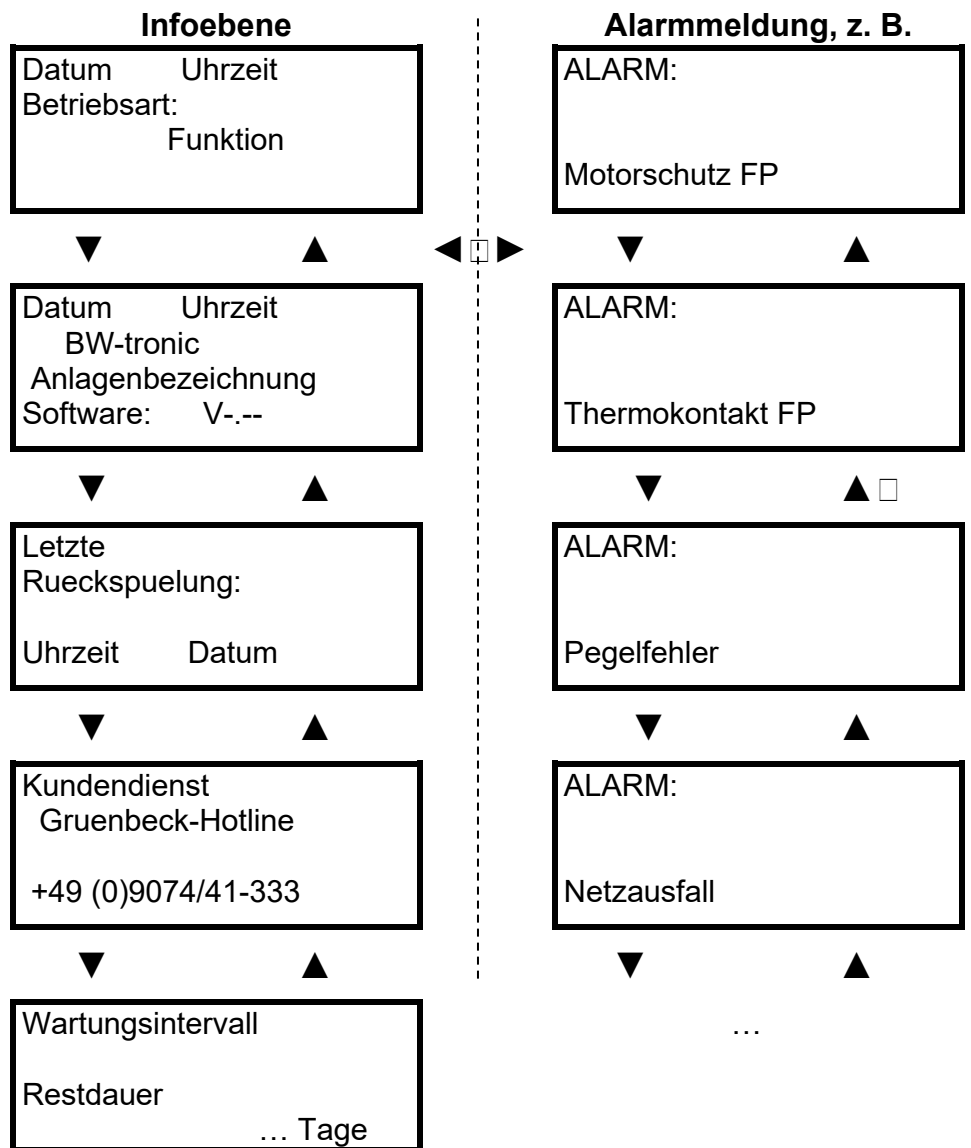 Infoebene
Datum Uhrzeit
Betriebsart:
Funktion
Datum Uhrzeit
BW-tronic
Anlagenbezeichnung
Software: V-.--
Letzte
Rueckspuelung:
Uhrzeit Datum
Kundendienst
Gruenbeck-Hotline
+49 (0)9074/41-333
Wartungsintervall
Restdauer
… Tage
Alarmmeldung, z. B.
ALARM:
Motorschutz FP
ALARM:
Thermokontakt FP
ALARM:
Pegelfehler
ALARM:
Netzausfall
…